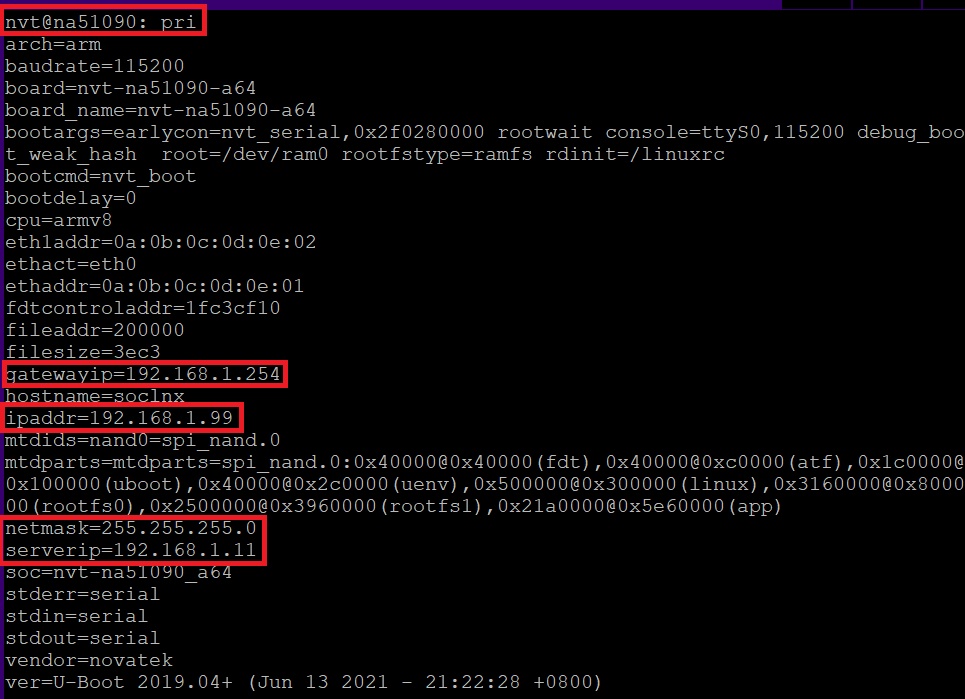 nvt@na51090: pri
arch=arm
baudrate=115200
board=nvt-na51090-a64
board_name=nvt-na51090-a64
bootargs=earlycon=nvt_serial,0x2f0280000 rootwait console=ttyS0,115200 debug_boo
t_weak_hash  root=/dev/ram0 rootfstype=ramfs rdinit=/linuxrc
bootcmd=nvt_boot
bootdelay=0
cpu=armv8
eth1addr=0a:0b:0c:0d:0e:02
ethact=eth0
ethaddr=0a:0b:0c:0d:0e:01
fdtcontroladdr=1fc3cf10
fileaddr=200000
filesize=3ec3
gatewayip=192.168.1.254
hostname=soclnx
ipaddr=192.168.1.99
mtdids=nand0=spi_nand.0
mtdparts=mtdparts=spi_nand.0:0x40000@0x40000(fdt),0x40000@0xc0000(atf),0x1c0000@
0x100000(uboot),0x40000@0x2c0000(uenv),0x500000@0x300000(linux),0x3160000@0x8000
00(rootfs0),0x2500000@0x3960000(rootfs1),0x21a0000@0x5e60000(app)
netmask=255.255.255.0
serverip=192.168.1.11
soc=nvt-na51090_a64
stderr=serial
stdin=serial
stdout=serial
vendor=novatek
ver=U-Boot 2019.04+ (Jun 13 2021 - 21:22:28 +0800)